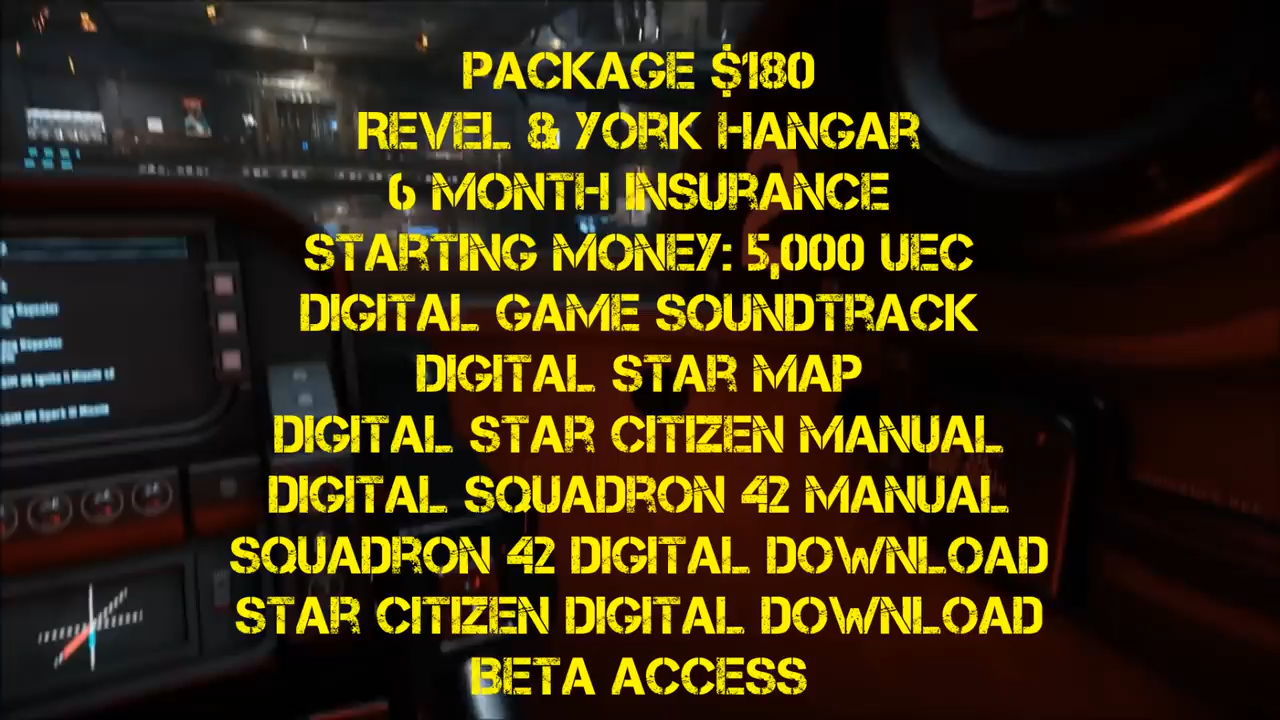 PACKAGE $180
REVEL & YORK HANGAR
6 MONTH INSURANCE
STARTING MONEY: 5,000 UEC
DIGITAL GAME SOUNDTRACK
DIGITAL STAR MAP
DIGITAL STAR CITIZEN MANUAL
DIGITAL SQUADRON 42 MANUAL
SQUADRON 42 DIGITAL DOWNLOAD
STAR CITIZEN DIGITAL DOWNLOAD
BETA ACCESS